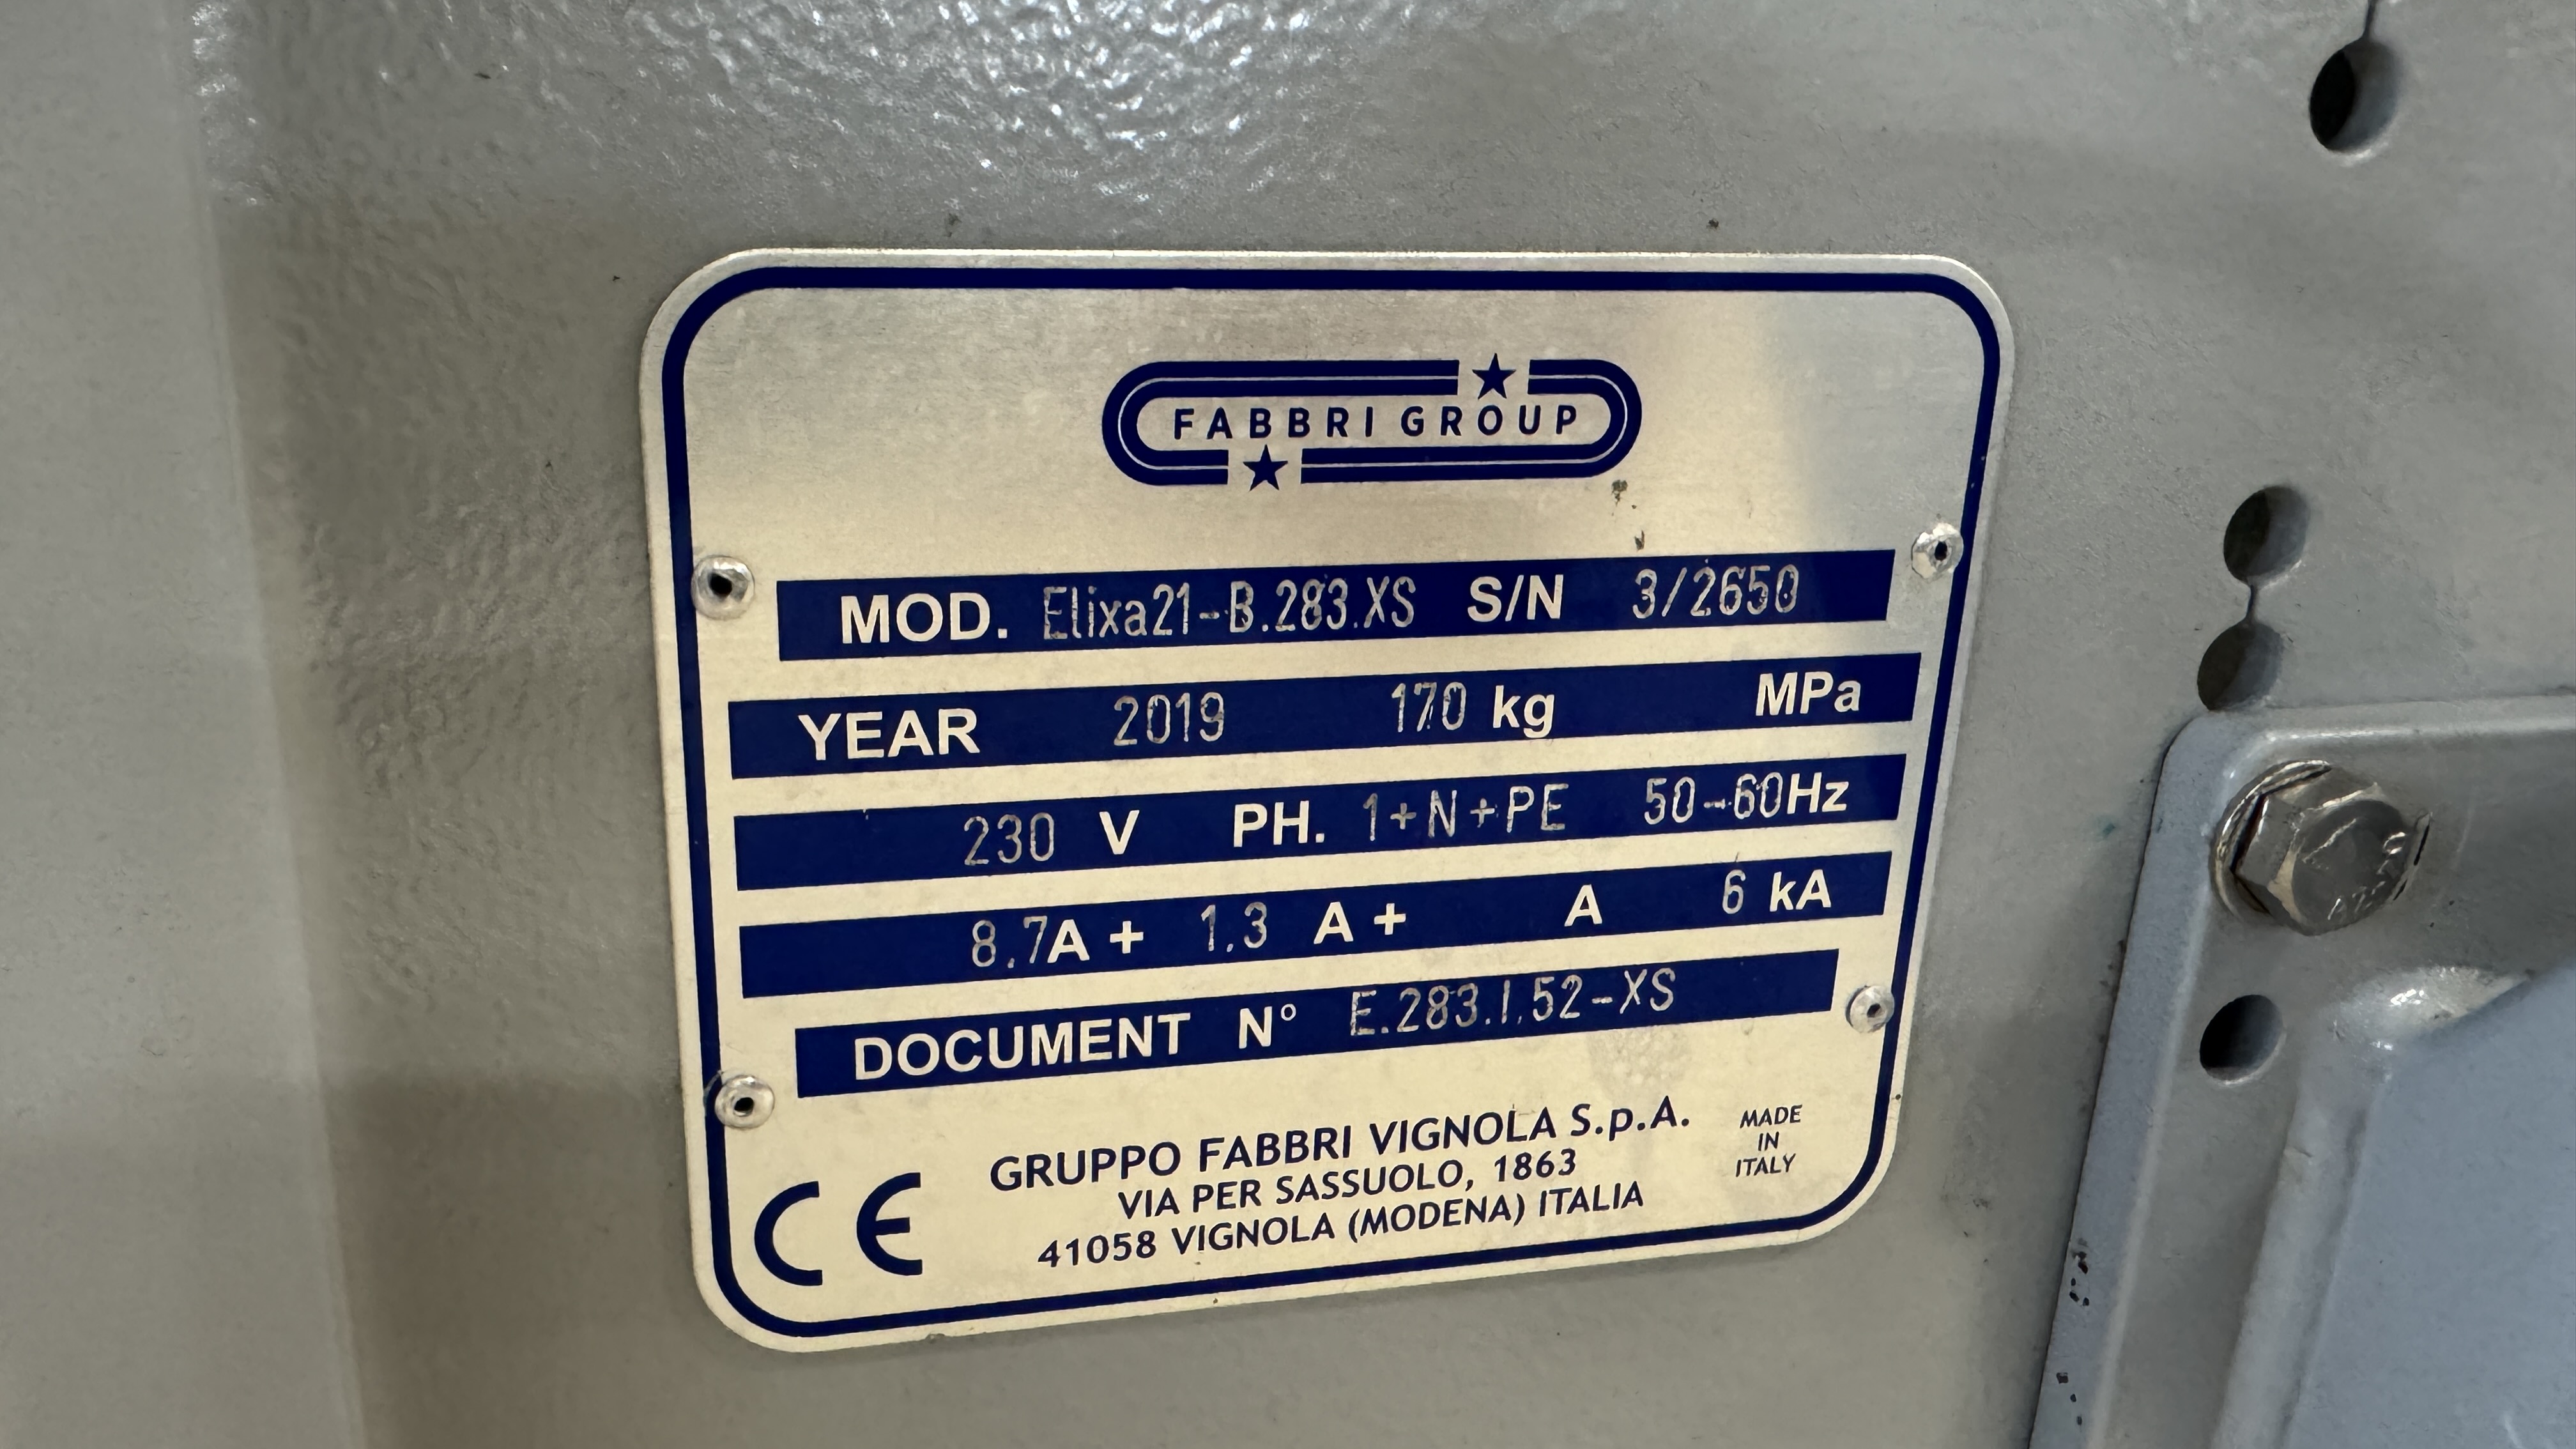 FABBRI GROUP
MOD. Elixa21-B.283.XS S/N 3/2650
YEAR 2019 170 kg MPa
230 V PH. 1+N+PE 50-60Hz
8.7A + 1.3 A + A 6 kA
DOCUMENT N° E.283.I.52-XS
GRUPPO FABBRI VIGNOLA S.p.A.
VIA PER SASSUOLO, 1863
41058 VIGNOLA (MODENA) ITALIA
MADE
IN
ITALY
CE